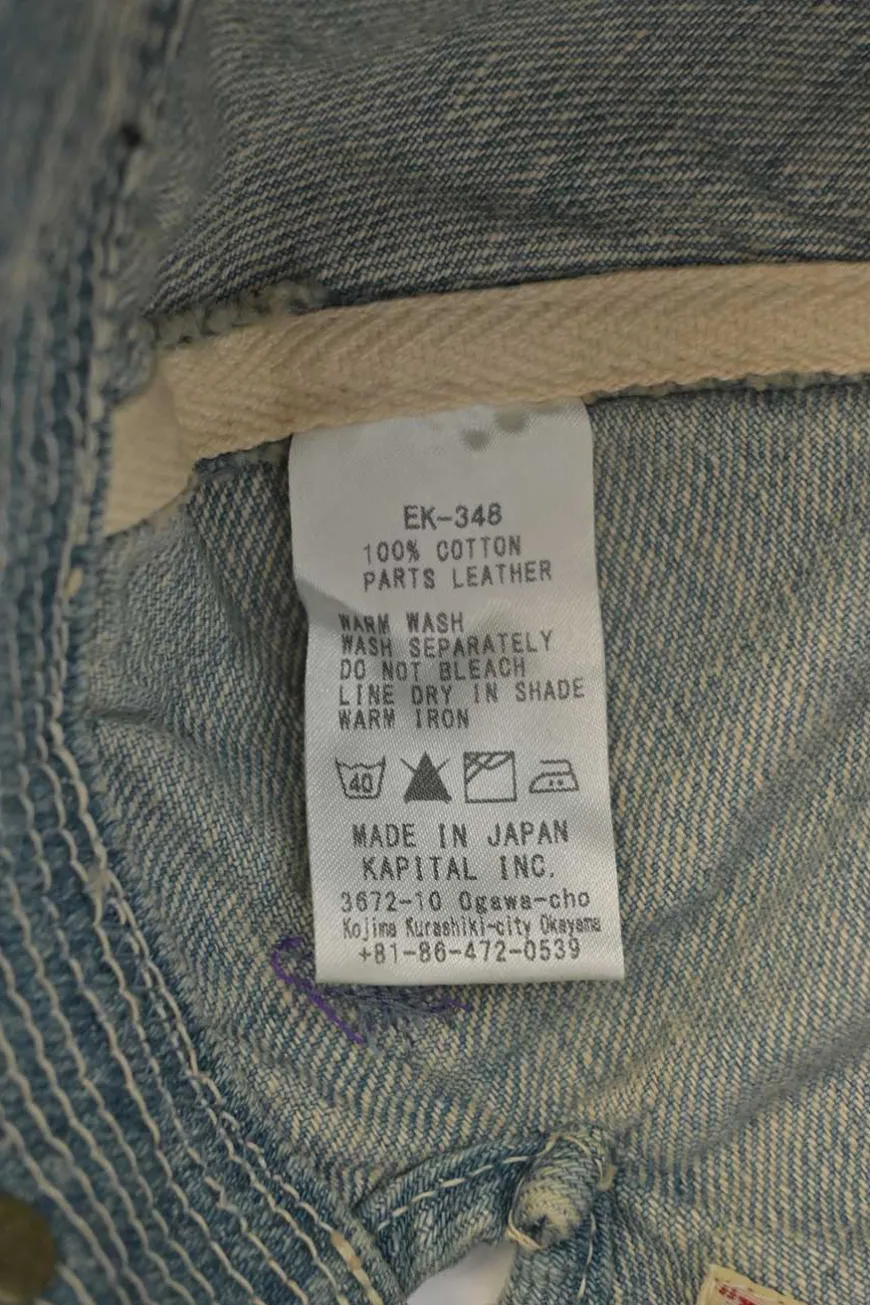 EK-348
100% COTTON
PARTS LEATHER
WARM WASH
WASH SEPARATELY
DO NOT BLEACH
LINE DRY IN SHADE
WARM IRON
40
MADE IN JAPAN
KAPITAL INC.
3672-10 Ogawa-cho
Kojima Kurashiki-city Okayama
+81-86-472-0539